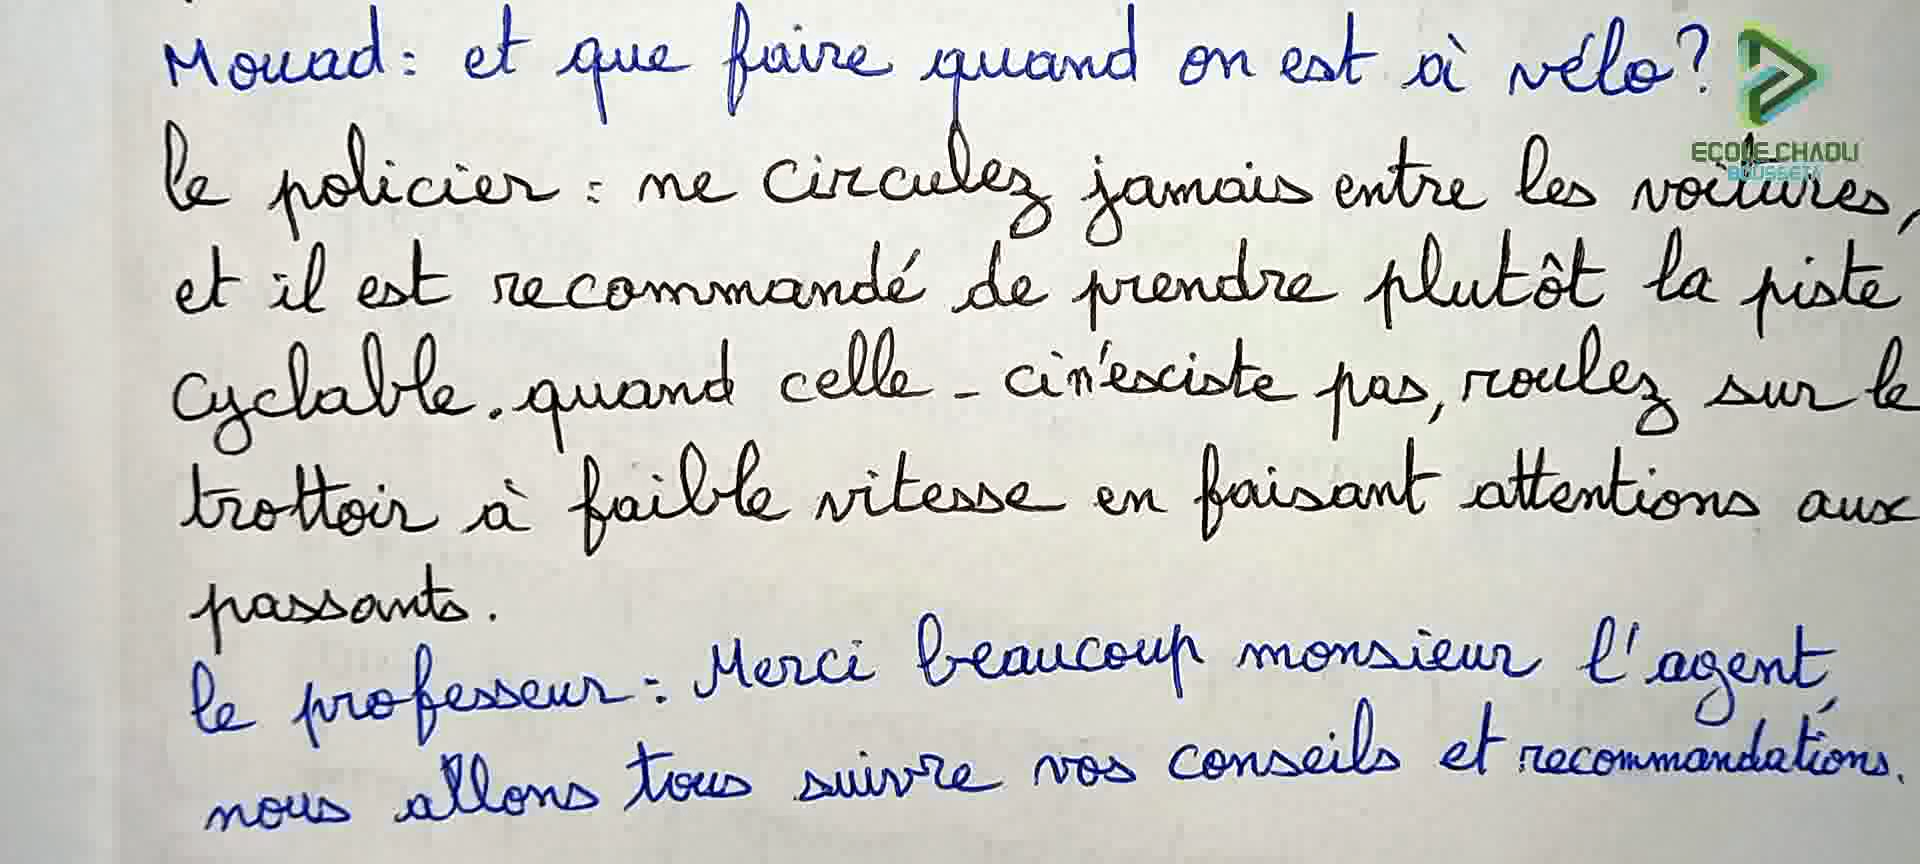 Mouad : et que faire quand on est à vélo ?
ECOLE CHADLI
BOUSSETA
le policier : ne circulez jamais entre les voitures,
et il est recommandé de prendre plutôt la piste
cyclable. quand celle - ci n'existe pas, roulez sur le
trottoir à faible vitesse en faisant attentions aux
passants.
le professeur : Merci beaucoup monsieur l'agent,
nous allons tous suivre vos conseils et recommandations.